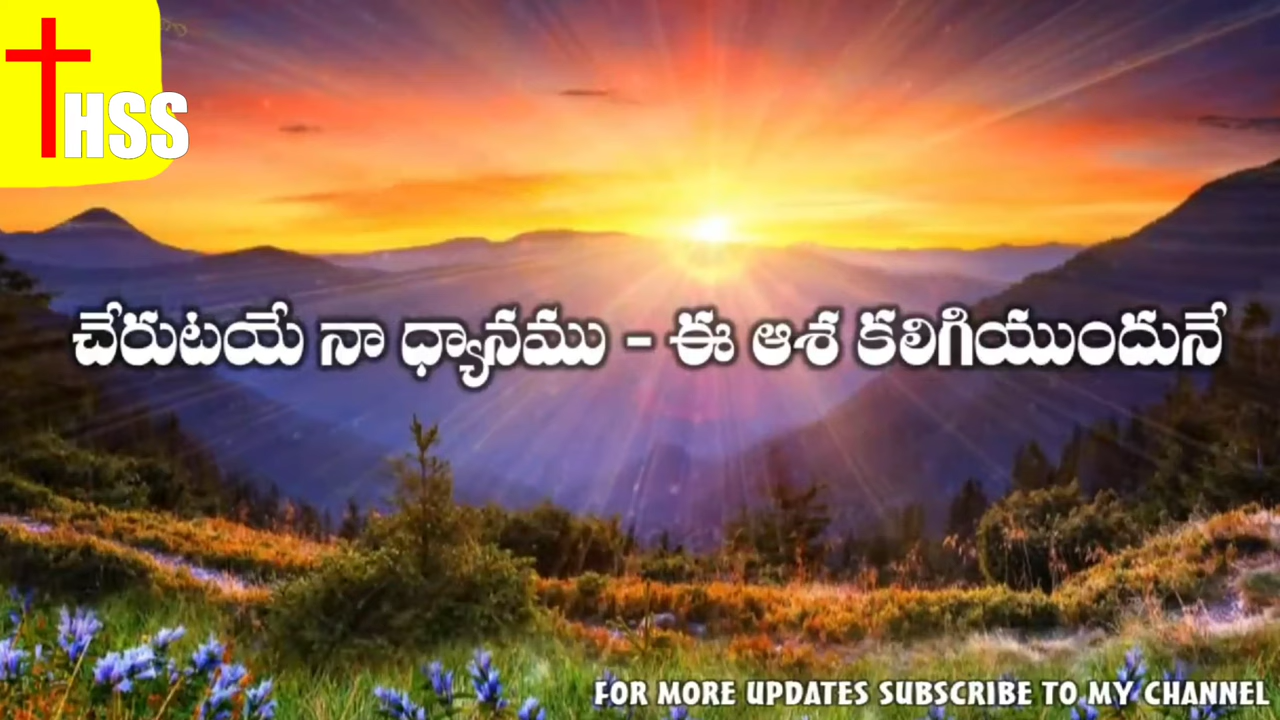 HSS
చేరుటయే నా ధ్యానము - ఈ ఆశ కలిగియుందునే
FOR MORE UPDATES SUBSCRIBE TO MY CHANNEL